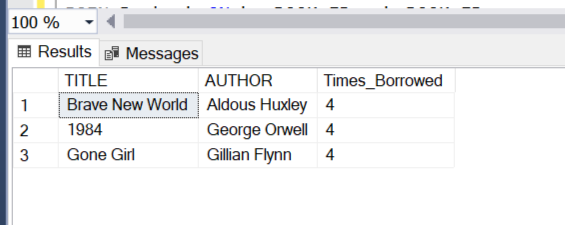 100 %
Results Messages
TITLE AUTHOR Times_Borrowed
1 Brave New World Aldous Huxley 4
2 1984 George Orwell 4
3 Gone Girl Gillian Flynn 4